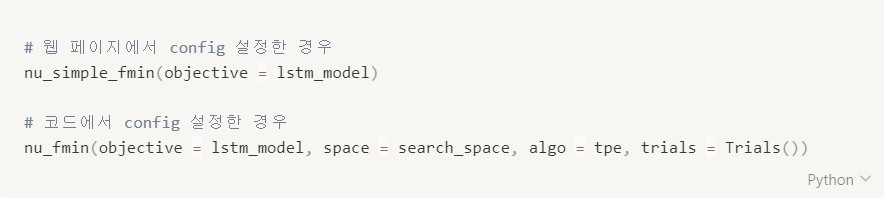 # 웹 페이지에서 config 설정한 경우
nu_simple_fmin(objective = lstm_model)
# 코드에서 config 설정한 경우
nu_fmin(objective = lstm_model, space = search_space, algo = tpe, trials = Trials())
Python